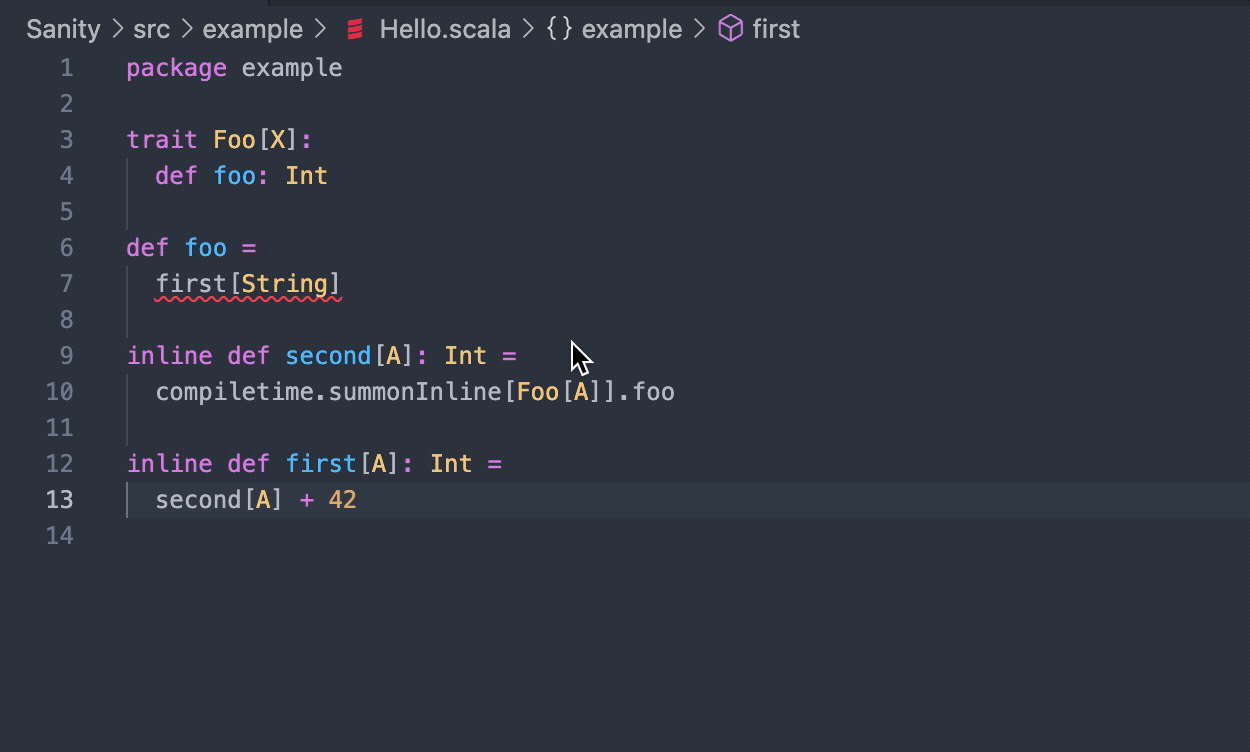 Sanity > src > example > Hello.scala > {} example > first
1 package example
2
3 trait Foo[X]:
4   def foo: Int
5
6 def foo =
7   first[String]
8
9 inline def second[A]: Int =
10   compiletime.summonInline[Foo[A]].foo
11
12 inline def first[A]: Int =
13   second[A] + 42
14